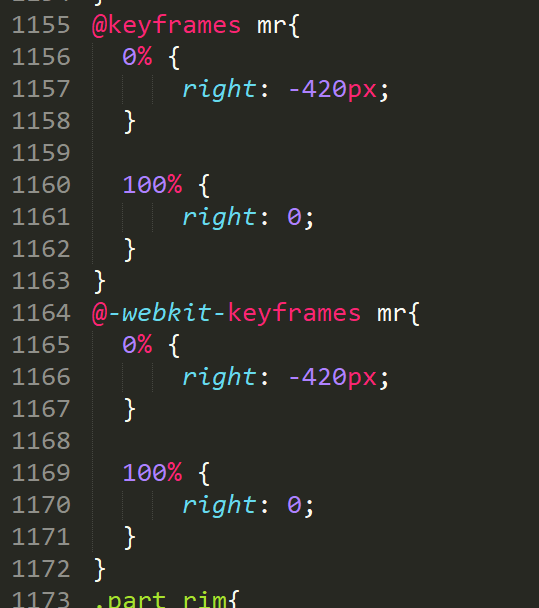 1155 @keyframes mr{
1156 0% {
1157 right: -420px;
1158 }
1159
1160 100% {
1161 right: 0;
1162 }
1163 }
1164 @-webkit-keyframes mr{
1165 0% {
1166 right: -420px;
1167 }
1168
1169 100% {
1170 right: 0;
1171 }
1172 }
1173 .part rim{